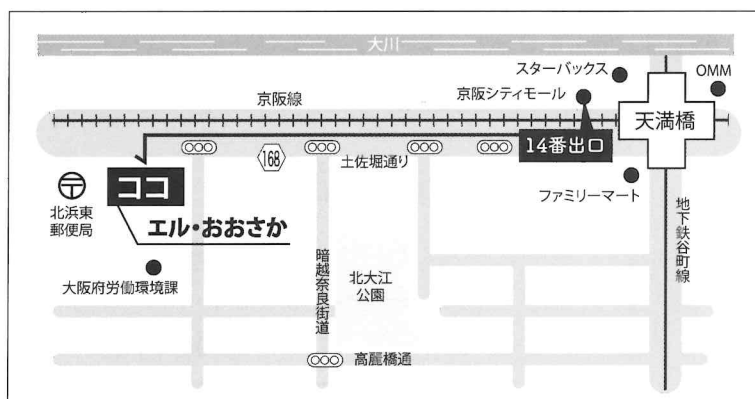 大川
スターバックス
OMM
京阪線
京阪シティモール
天満橋
14番出口
168
土佐堀通り
ココ
ファミリーマート
北浜東
郵便局
エル・おおさか
地下鉄谷町線
大阪府労働環境課
暗越奈良街道
北大江
公園
高麗橋通